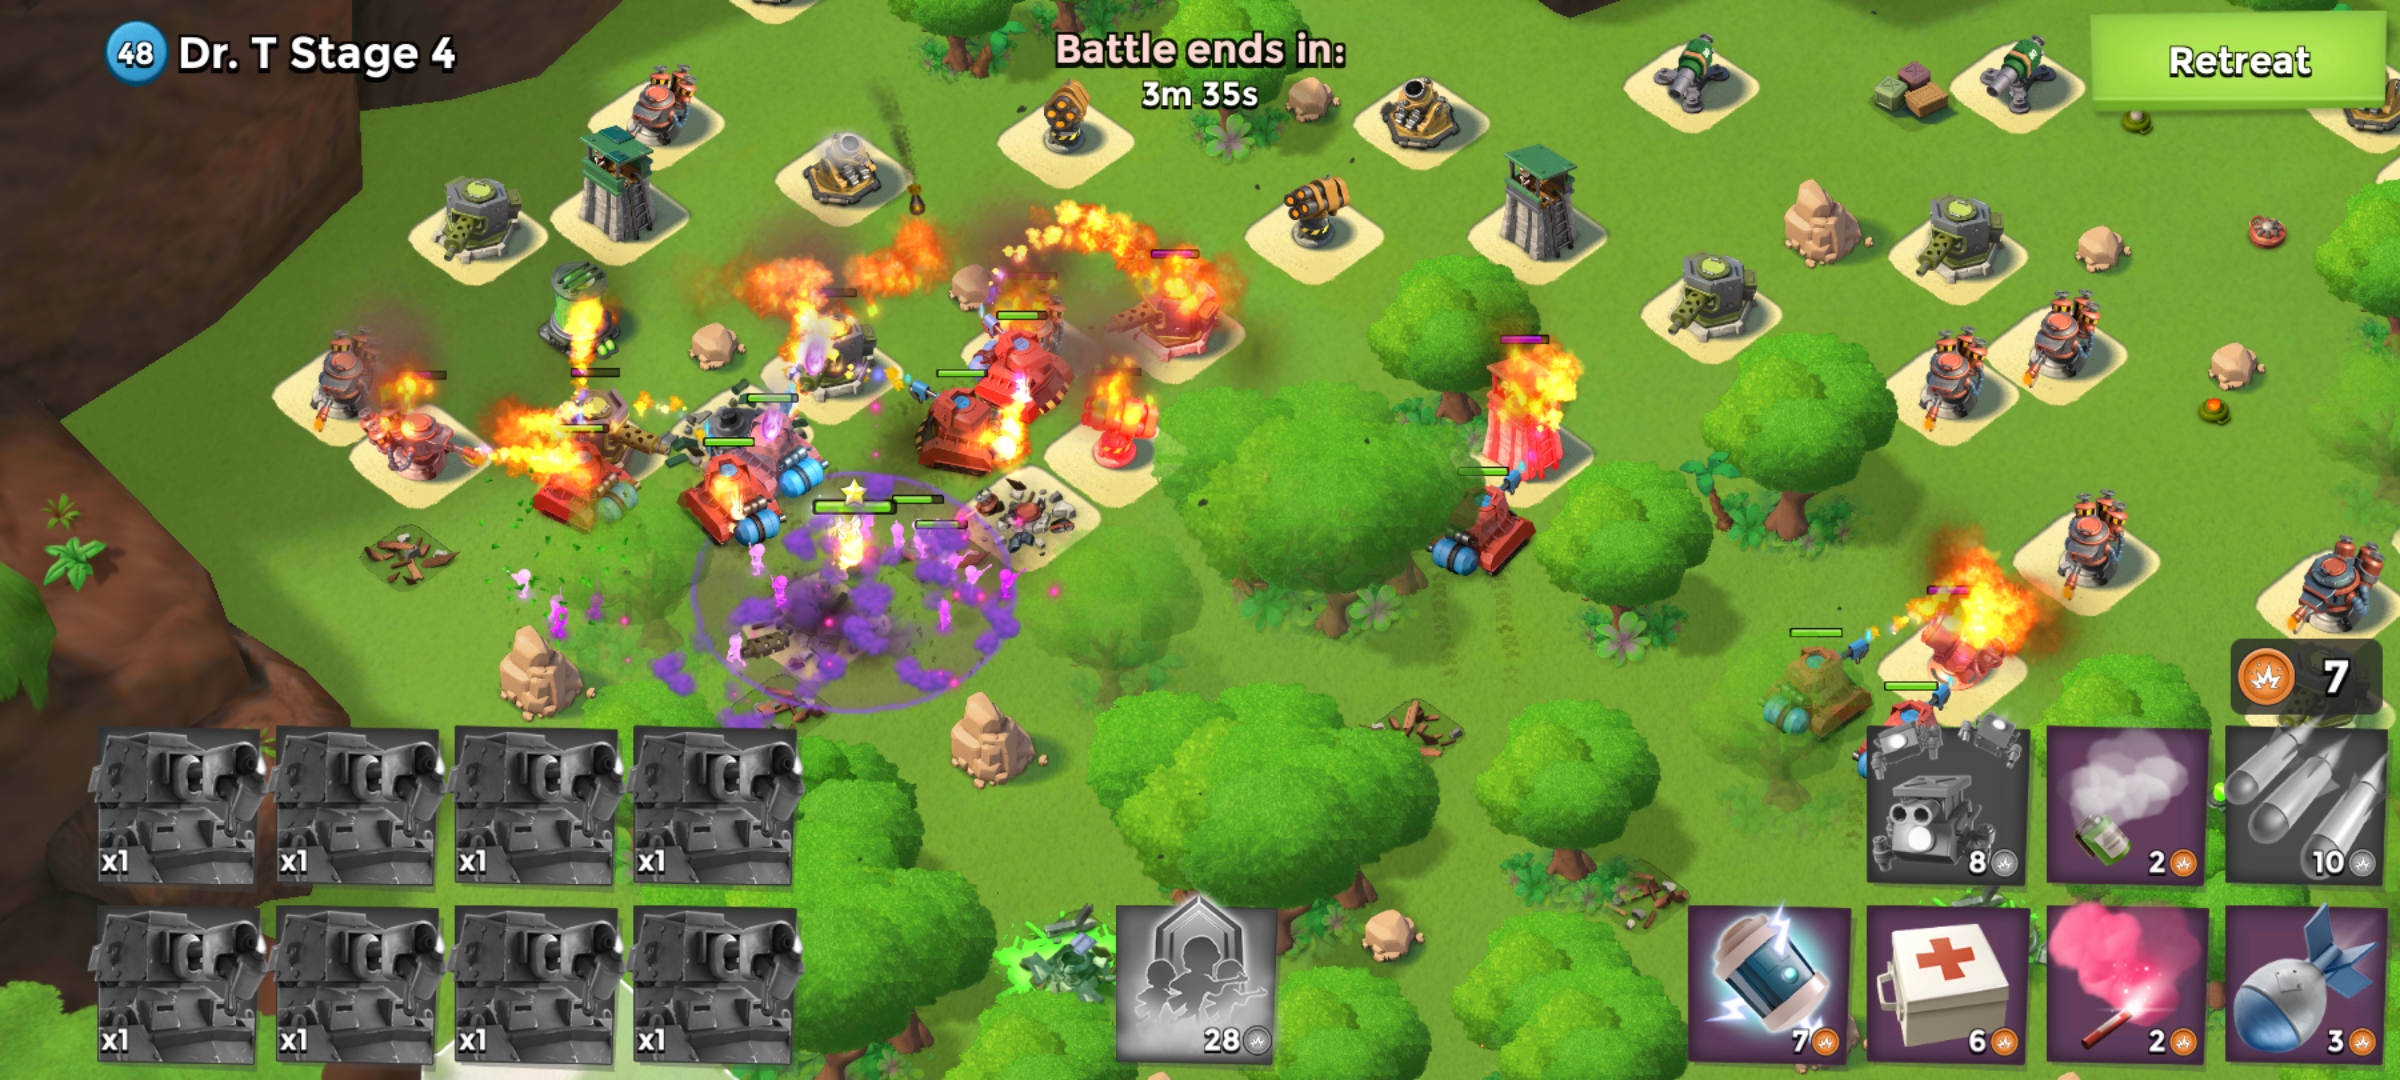 48 Dr. T Stage 4
Battle ends in:
3m 35s
Retreat
7
x1 x1 x1 x1
8 2 10
x1 x1 x1 x1
28
7 6 2 3